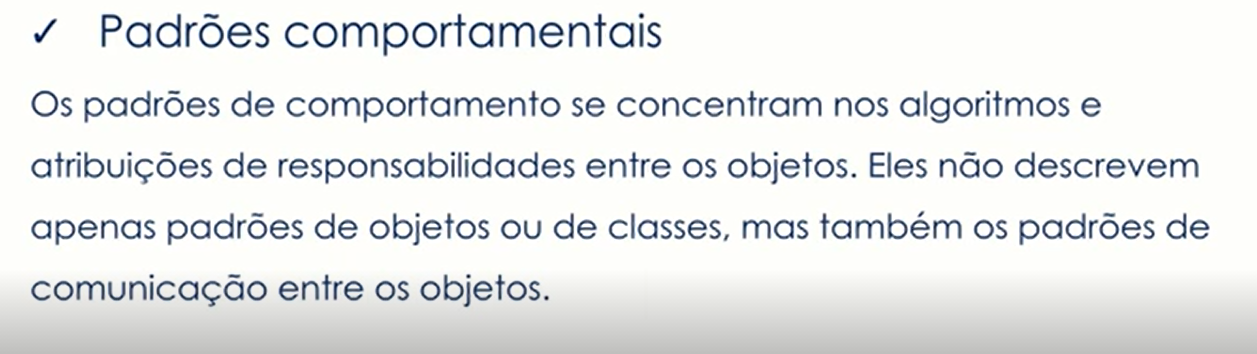 ✓ Padrões comportamentais
Os padrões de comportamento se concentram nos algoritmos e
atribuições de responsabilidades entre os objetos. Eles não descrevem
apenas padrões de objetos ou de classes, mas também os padrões de
comunicação entre os objetos.